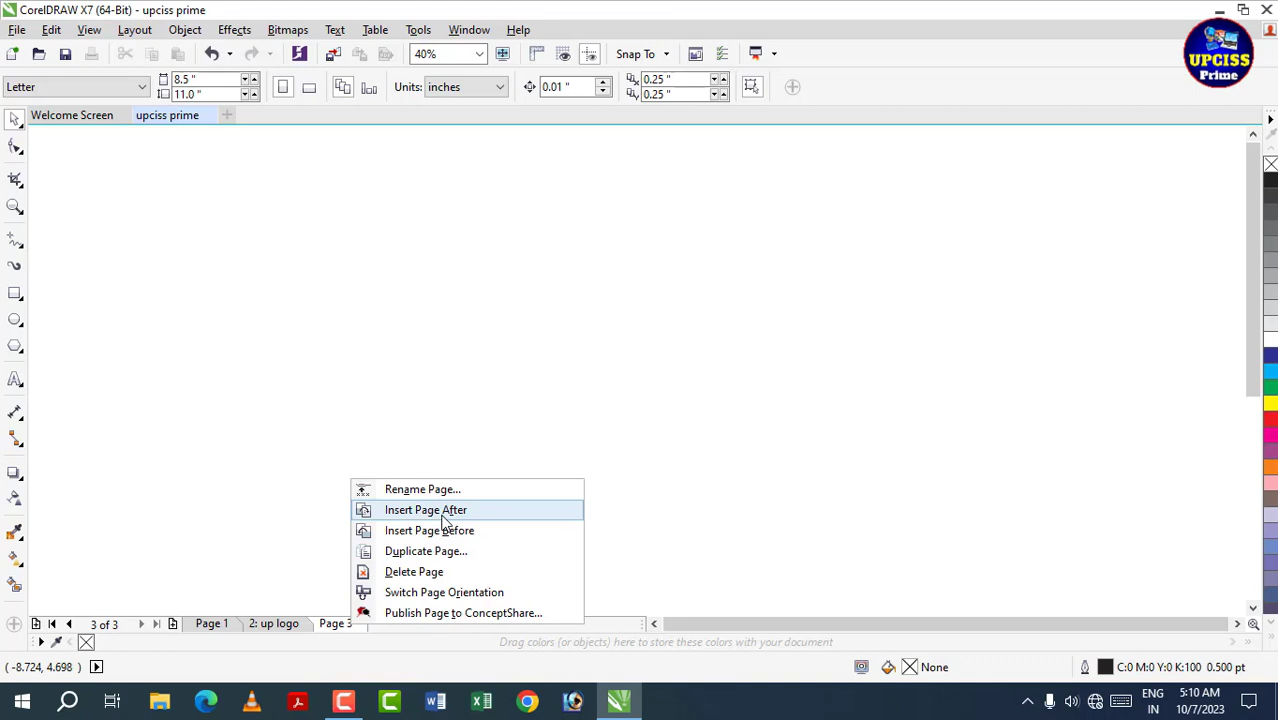 CorelDRAW X7 (64-Bit) - upciss prime
File Edit View Layout Object Effects Bitmaps Text Table Tools Window Help
UPCISS
Prime
40% Snap To
Letter 8.5 " 11.0 " Units: inches 0.01 " 0.25 " 0.25 "
Welcome Screen upciss prime
Rename Page...
Insert Page After
Insert Page Before
Duplicate Page...
Delete Page
Switch Page Orientation
Publish Page to ConceptShare...
3 of 3 Page 1 2: up logo Page 3
Drag colors (or objects) here to store these colors with your document
( -8.724, 4.698 ) None C:0 M:0 Y:0 K:100 0.500 pt
ENG 5:10 AM
IN 10/7/2023